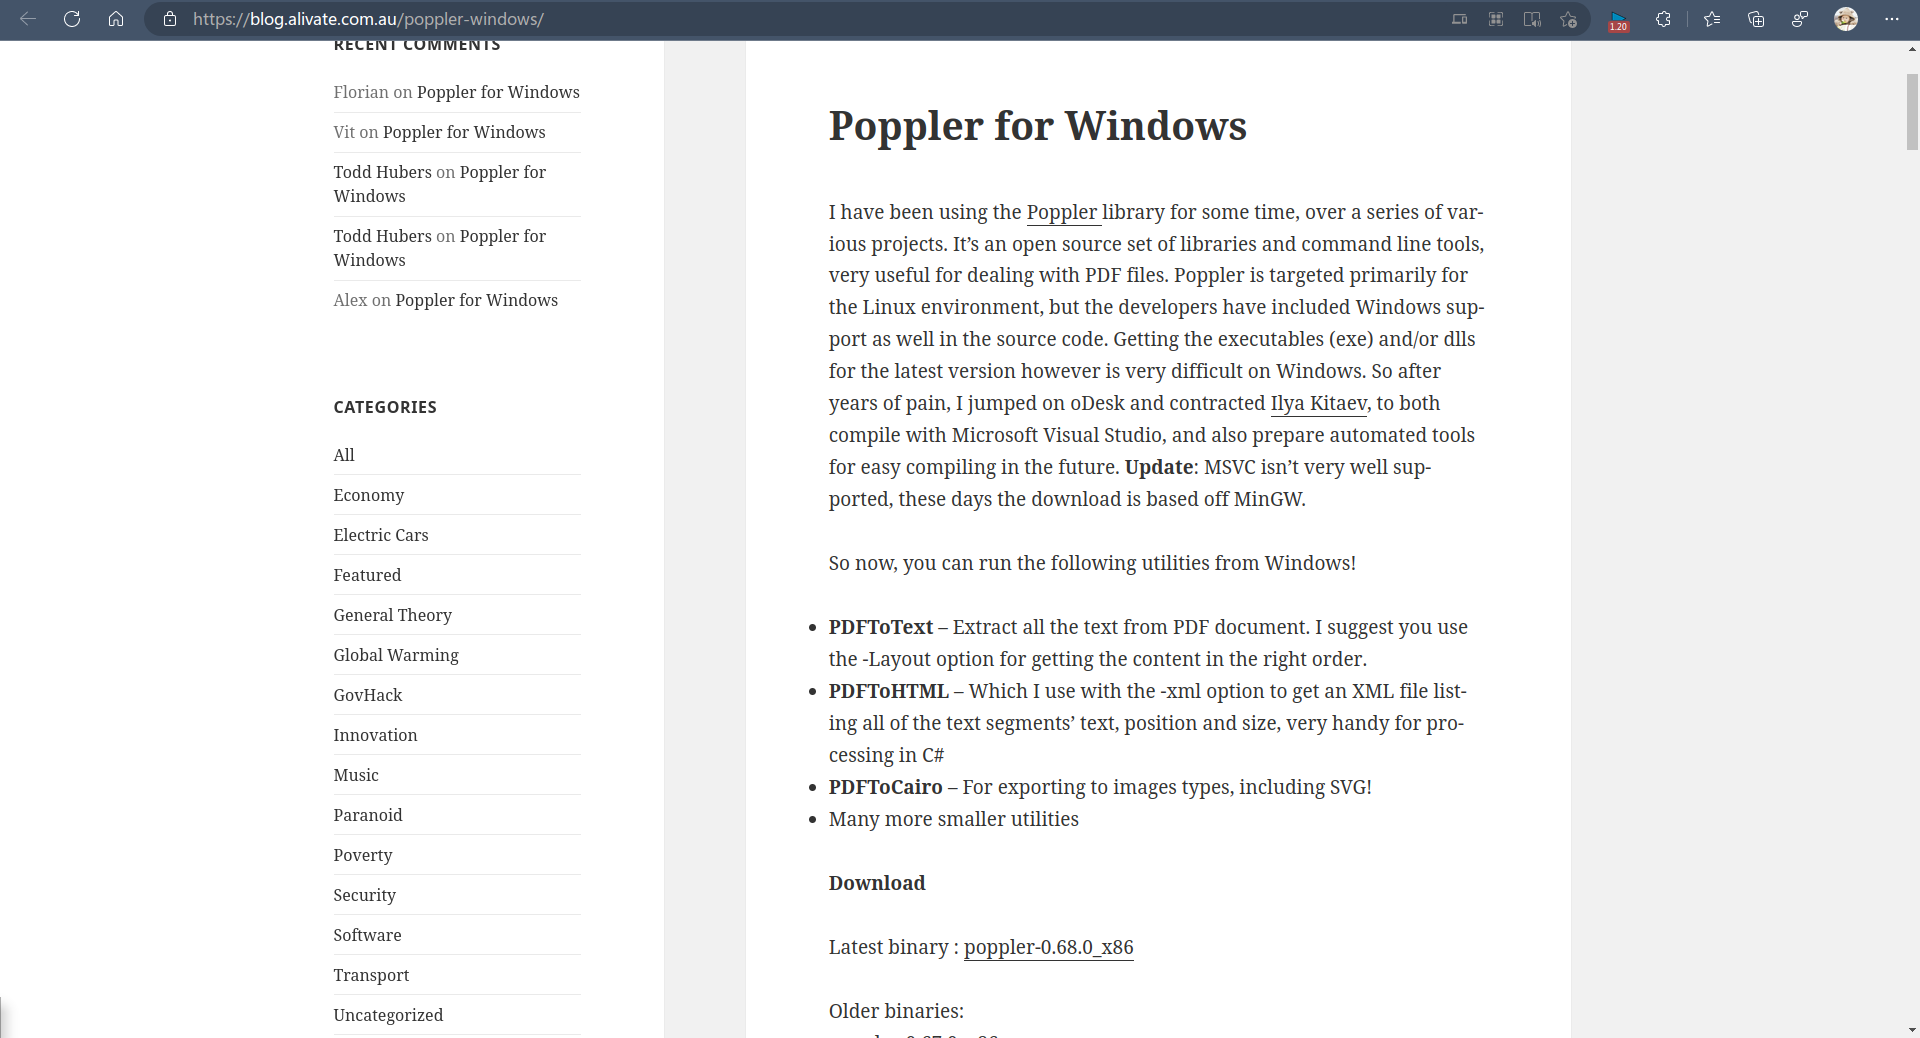 https://blog.alivate.com.au/poppler-windows/
1.20
RECENT COMMENTS
Florian on Poppler for Windows
Vit on Poppler for Windows
Todd Hubers on Poppler for
Windows
Todd Hubers on Poppler for
Windows
Alex on Poppler for Windows
CATEGORIES
All
Economy
Electric Cars
Featured
General Theory
Global Warming
GovHack
Innovation
Music
Paranoid
Poverty
Security
Software
Transport
Uncategorized
Poppler for Windows
I have been using the Poppler library for some time, over a series of var-
ious projects. It’s an open source set of libraries and command line tools,
very useful for dealing with PDF files. Poppler is targeted primarily for
the Linux environment, but the developers have included Windows sup-
port as well in the source code. Getting the executables (exe) and/or dlls
for the latest version however is very difficult on Windows. So after
years of pain, I jumped on oDesk and contracted Ilya Kitaev, to both
compile with Microsoft Visual Studio, and also prepare automated tools
for easy compiling in the future. Update: MSVC isn’t very well sup-
ported, these days the download is based off MinGW.
So now, you can run the following utilities from Windows!
• PDFToText – Extract all the text from PDF document. I suggest you use
the -Layout option for getting the content in the right order.
• PDFToHTML – Which I use with the -xml option to get an XML file list-
ing all of the text segments’ text, position and size, very handy for pro-
cessing in C#
• PDFToCairo – For exporting to images types, including SVG!
• Many more smaller utilities
Download
Latest binary : poppler-0.68.0_x86
Older binaries: